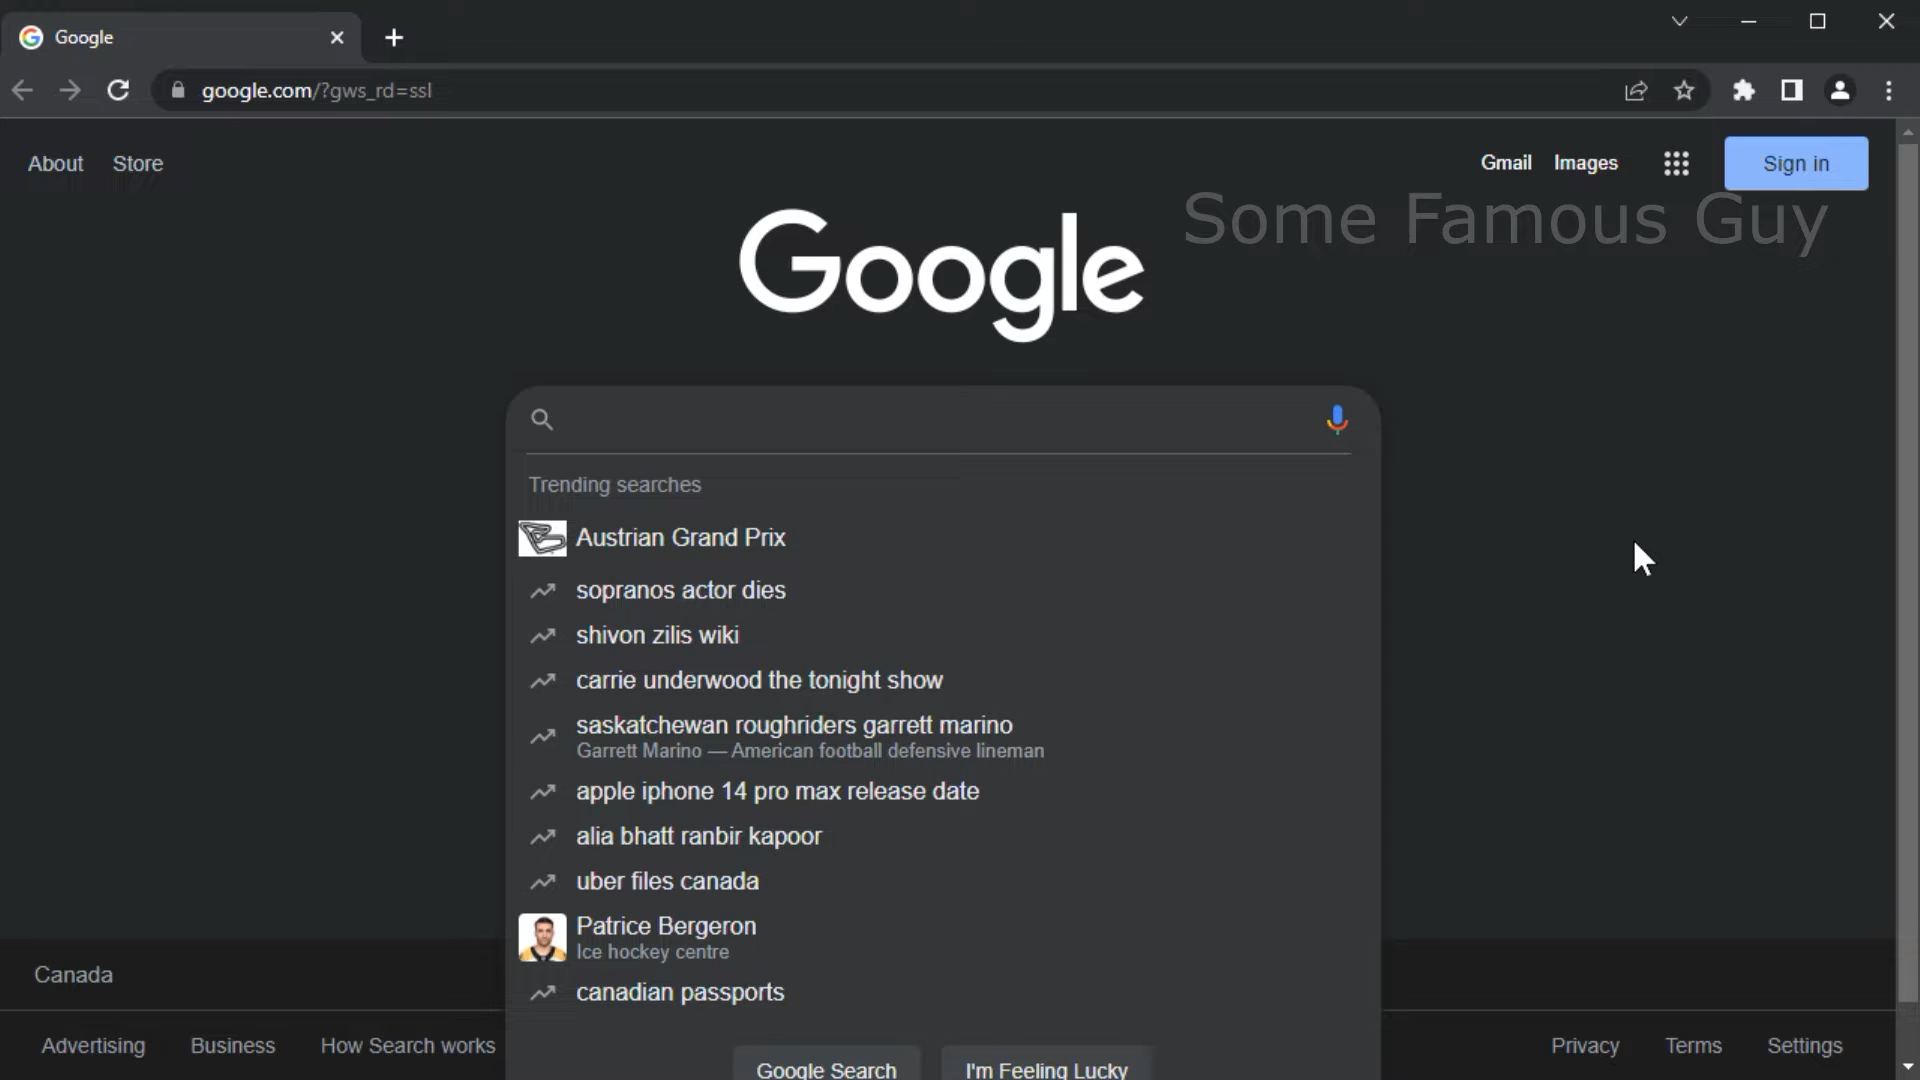 Google
google.com/?gws_rd=ssl
About Store
Gmail Images Sign in
Some Famous Guy
Google
Trending searches
Austrian Grand Prix
sopranos actor dies
shivon zilis wiki
carrie underwood the tonight show
saskatchewan roughriders garrett marino
Garrett Marino — American football defensive lineman
apple iphone 14 pro max release date
alia bhatt ranbir kapoor
uber files canada
Patrice Bergeron
Ice hockey centre
canadian passports
Canada
Advertising Business How Search works
Google Search I'm Feeling Lucky
Privacy Terms Settings